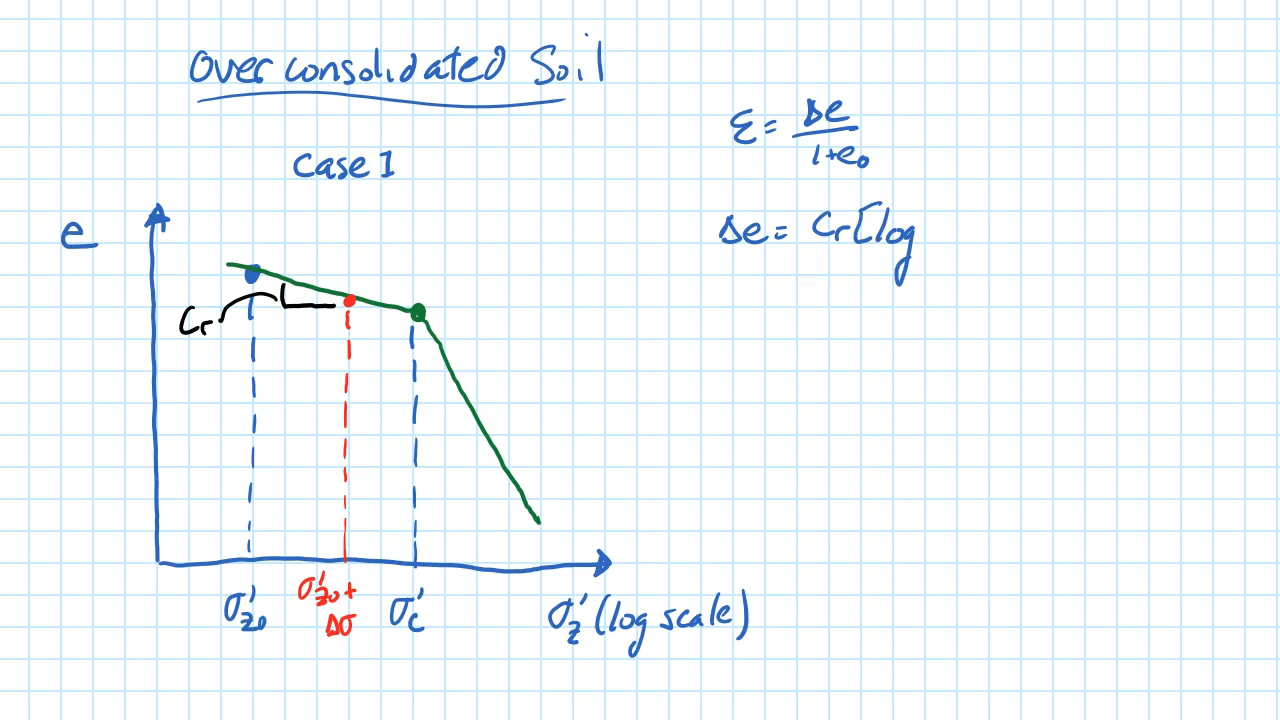 Overconsolidated Soil
Case 1
ε = Δe / 1+e₀
Δe = Cr[log
e
Cr
σ'z₀
σ'z₀+
Δσ
σ'c
σ'z (log scale)